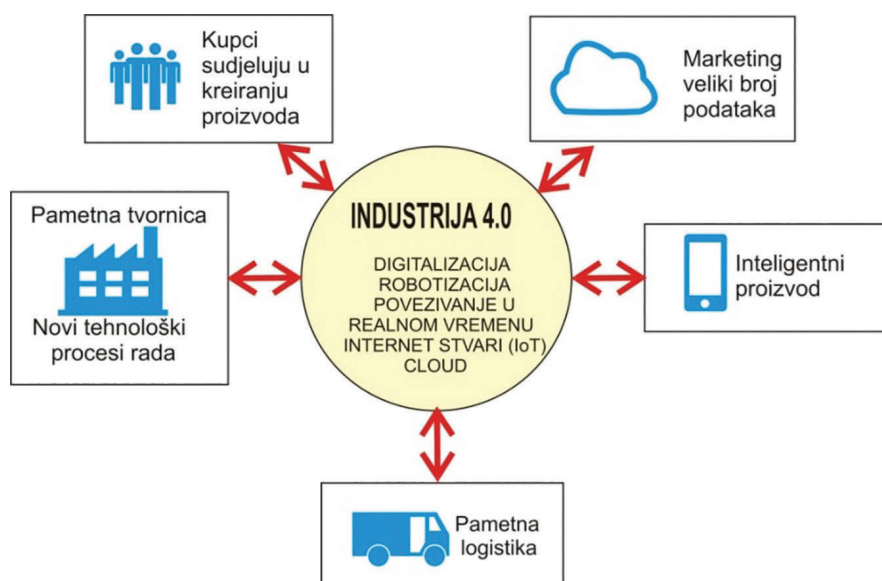 Kupci
sudjeluju u
kreiranju
proizvoda
Marketing
veliki broj
podataka
Pametna tvornica
Novi tehnološki
procesi rada
INDUSTRIJA 4.0
DIGITALIZACIJA
ROBOTIZACIJA
POVEZIVANJE U
REALNOM VREMENU
INTERNET STVARI (IoT)
CLOUD
Inteligentni
proizvod
Pametna
logistika